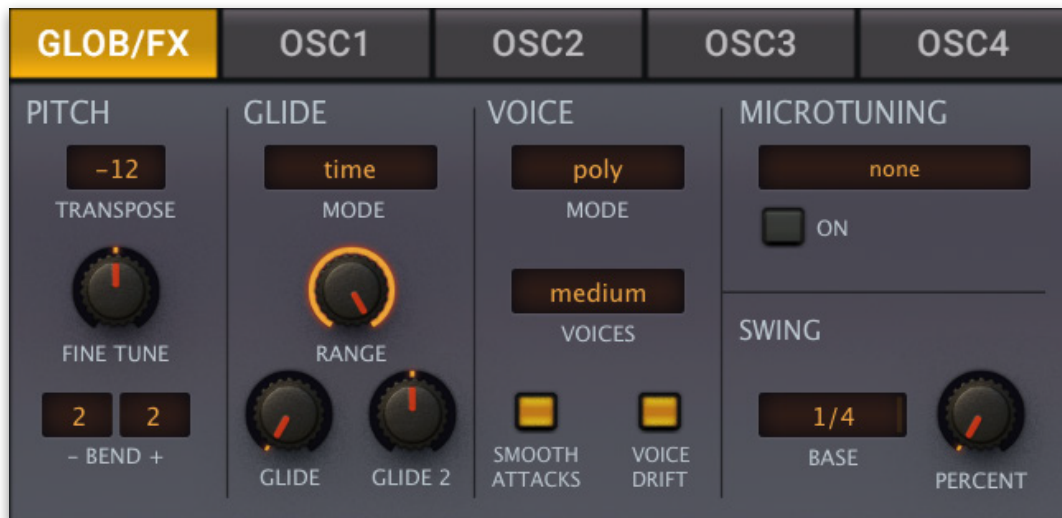 GLOB/FX OSC1 OSC2 OSC3 OSC4
PITCH
-12
TRANSPOSE
FINE TUNE
2 2
- BEND +
GLIDE
time
MODE
RANGE
GLIDE GLIDE 2
VOICE
poly
MODE
medium
VOICES
SMOOTH
ATTACKS
VOICE
DRIFT
MICROTUNING
none
ON
SWING
1/4
BASE
PERCENT